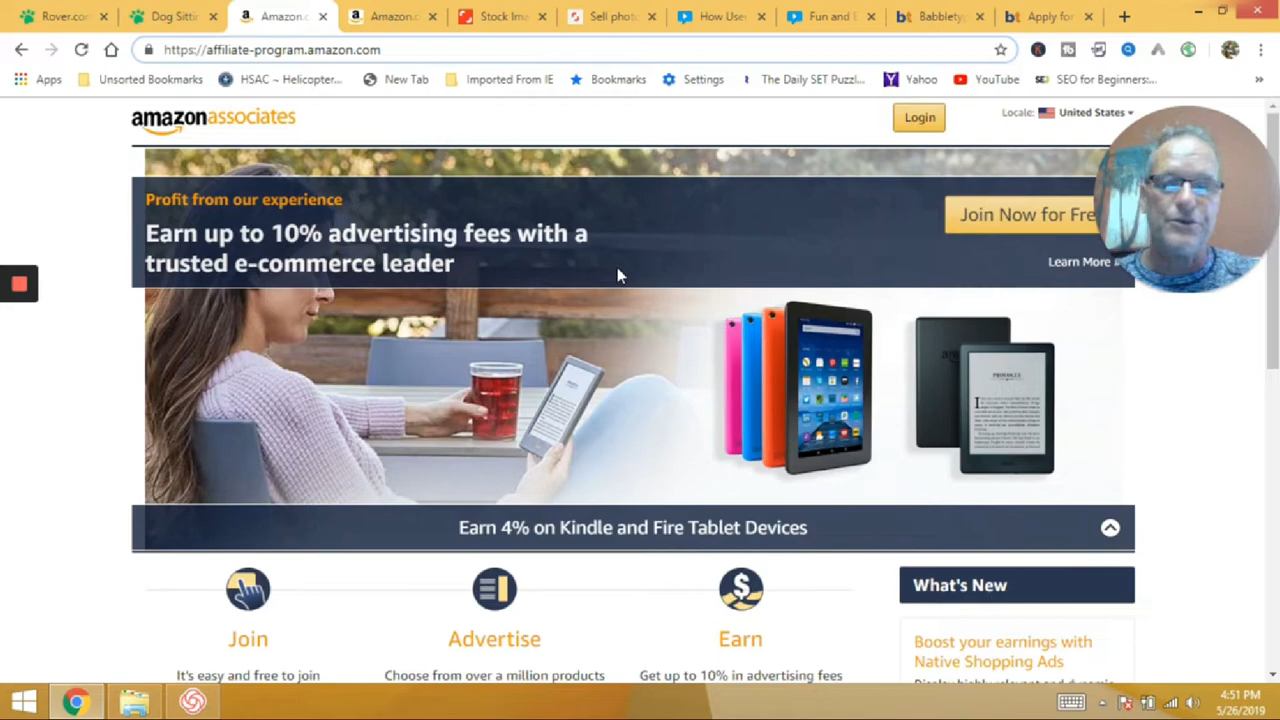 Rover.com
Dog Sittin
Amazon.c
Amazon.c
Stock Ima
Sell photo
How User
Fun and E
Babbletyp
Apply for
https://affiliate-program.amazon.com
Apps
Unsorted Bookmarks
HSAC ~ Helicopter...
New Tab
Imported From IE
Bookmarks
Settings
The Daily SET Puzzl...
Yahoo
YouTube
SEO for Beginners:...
amazonassociates
Login
Locale: United States
Profit from our experience
Earn up to 10% advertising fees with a
trusted e-commerce leader
Join Now for Fre
Learn More
Earn 4% on Kindle and Fire Tablet Devices
Join
Advertise
Earn
What's New
It's easy and free to join
Choose from over a million products
Get up to 10% in advertising fees
Boost your earnings with
Native Shopping Ads
4:51 PM
5/26/2019